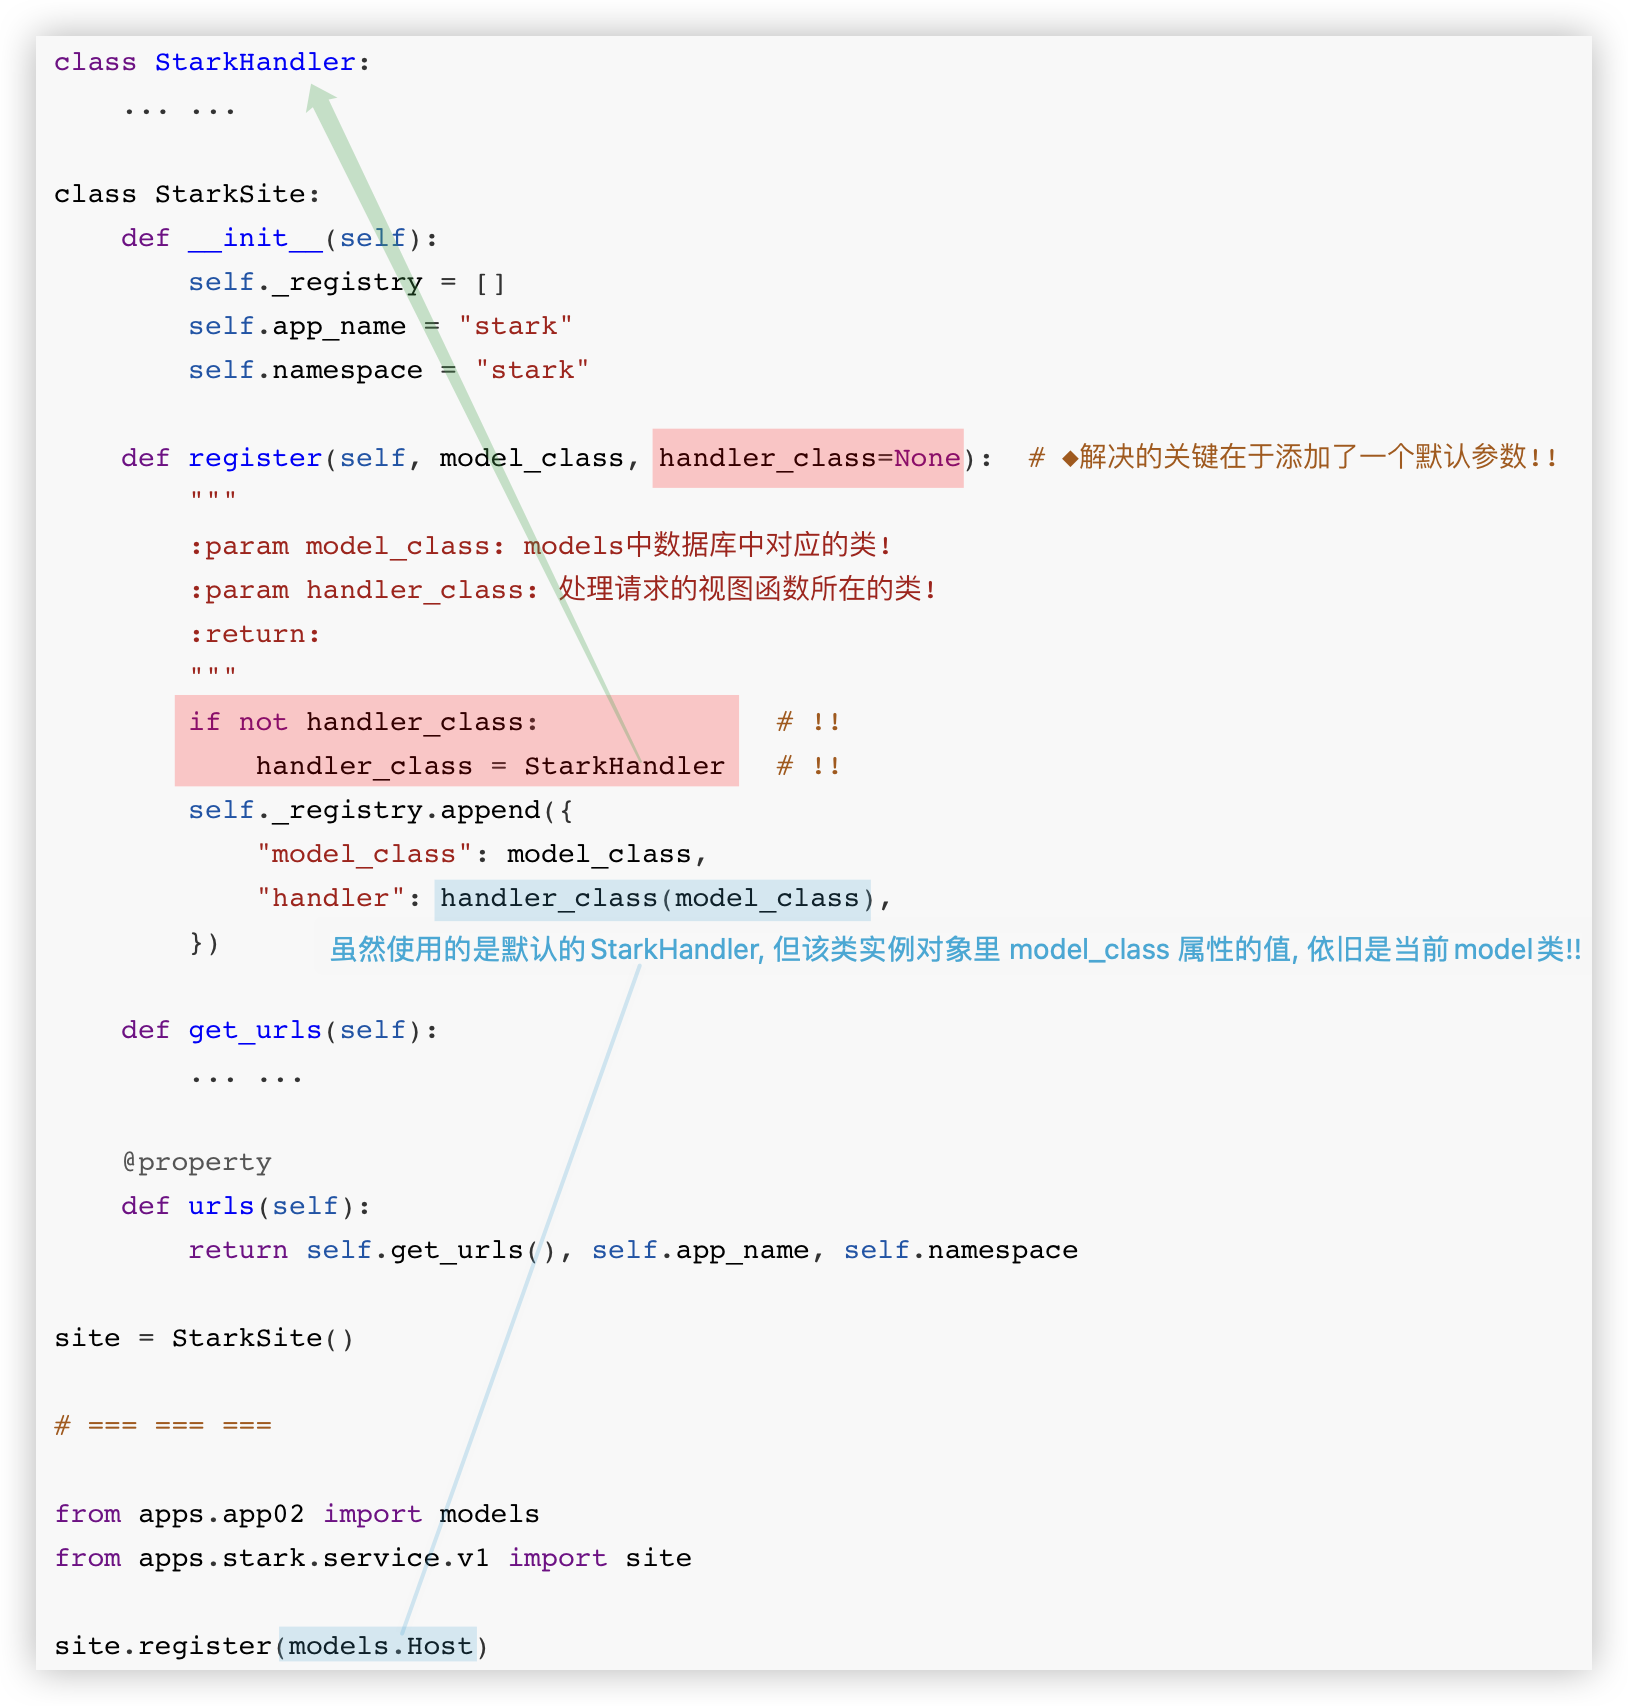 class StarkHandler:
    ... ...
class StarkSite:
    def __init__(self):
        self._registry = []
        self.app_name = "stark"
        self.namespace = "stark"
    def register(self, model_class, handler_class=None):  # ◆解决的关键在于添加了一个默认参数!!
        """
        :param model_class: models中数据库中对应的类!
        :param handler_class: 处理请求的视图函数所在的类!
        :return:
        """
        if not handler_class:              # !!
            handler_class = StarkHandler   # !!
        self._registry.append({
            "model_class": model_class,
            "handler": handler_class(model_class),
        })  虽然使用的是默认的StarkHandler, 但该类实例对象里 model_class 属性的值, 依旧是当前model类!!
    def get_urls(self):
        ... ...
    @property
    def urls(self):
        return self.get_urls(), self.app_name, self.namespace
site = StarkSite()
# === === ===
from apps.app02 import models
from apps.stark.service.v1 import site
site.register(models.Host)